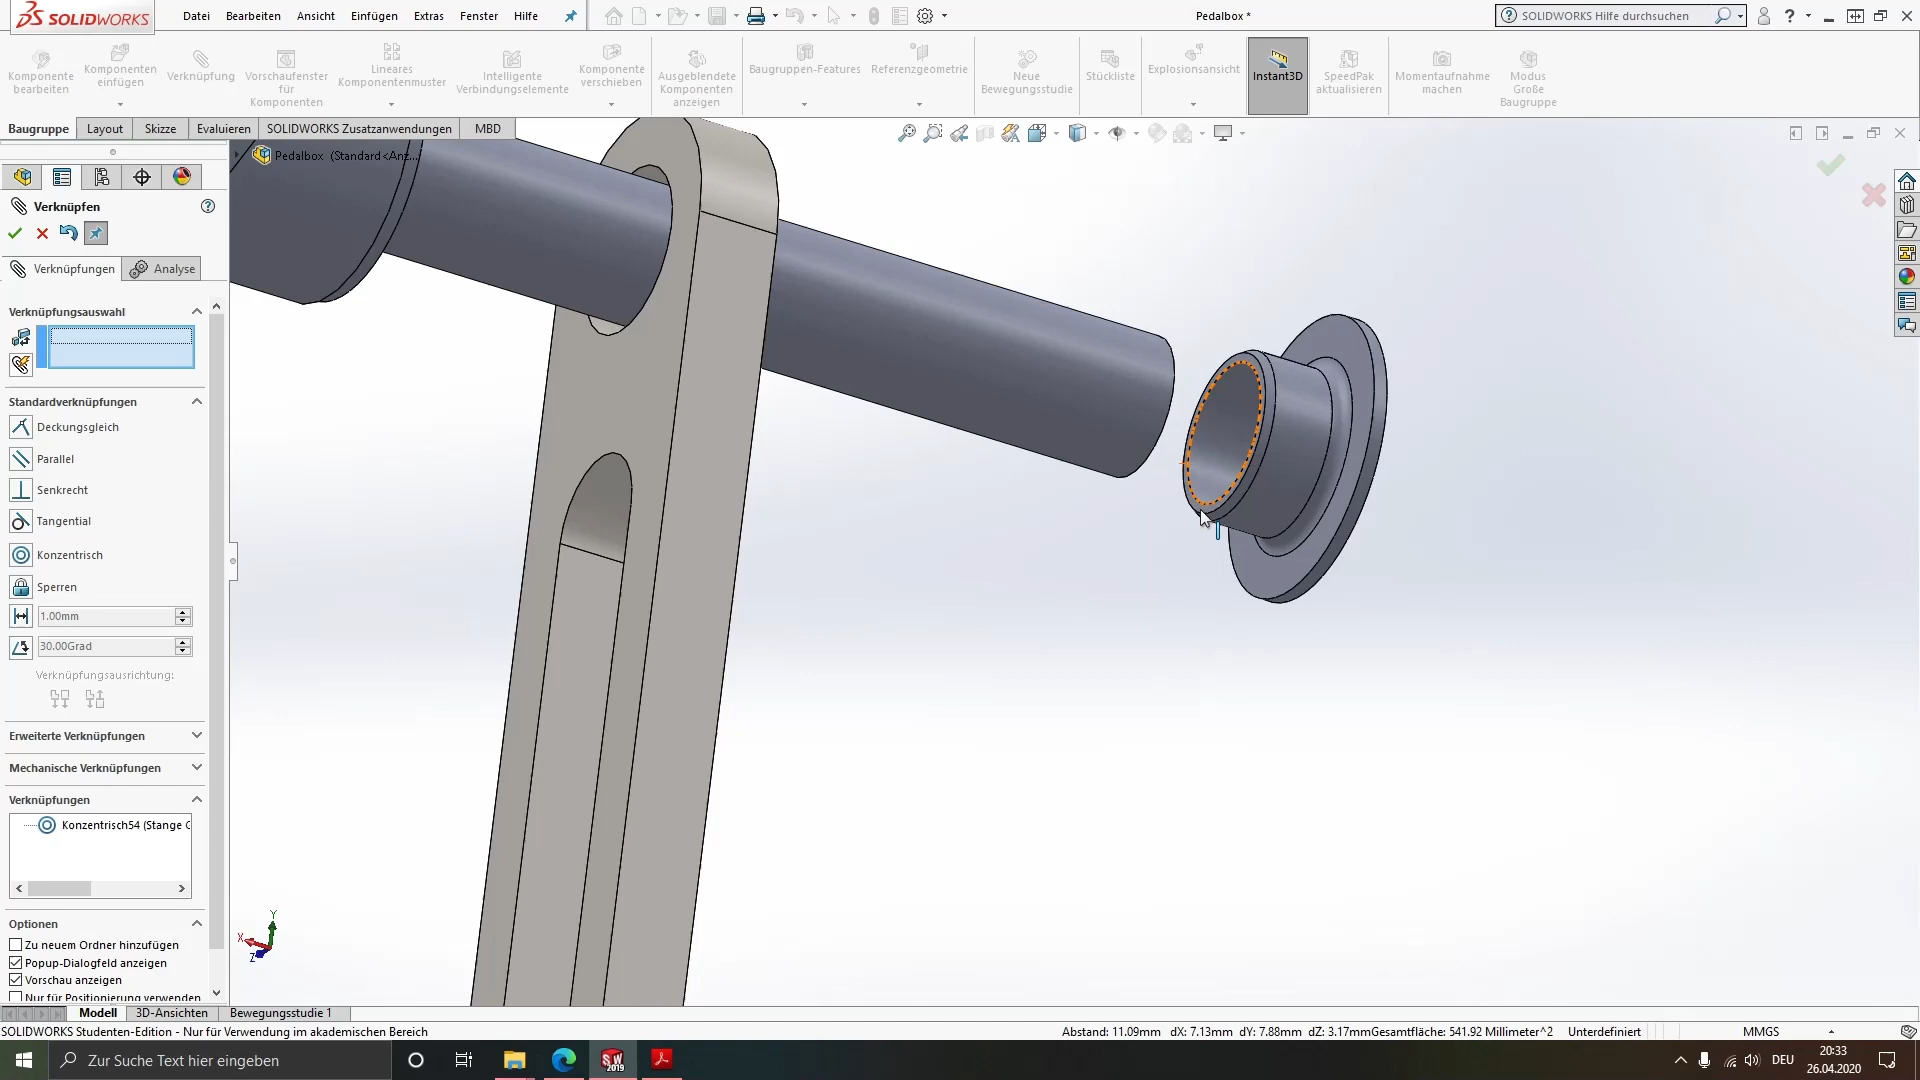 SOLIDWORKS Datei Bearbeiten Ansicht Einfügen Extras Fenster Hilfe Pedalbox * SOLIDWORKS Hilfe durchsuchen
Komponente bearbeiten
Komponenten einfügen
Verknüpfung
Vorschaufenster für Komponenten
Lineares Komponentenmuster
Intelligente Verbindungselemente
Komponente verschieben
Ausgeblendete Komponenten anzeigen
Baugruppen-Features
Referenzgeometrie
Neue Bewegungsstudie
Stückliste
Explosionsansicht
Instant3D
SpeedPak aktualisieren
Momentaufnahme machen
Modus Große Baugruppe
Baugruppe Layout Skizze Evaluieren SOLIDWORKS Zusatzanwendungen MBD
Pedalbox (Standard<Anz...
Verknüpfen
Verknüpfungen Analyse
Verknüpfungsauswahl
Standardverknüpfungen
Deckungsgleich
Parallel
Senkrecht
Tangential
Konzentrisch
Sperren
1.00mm
30.00Grad
Verknüpfungsausrichtung:
Erweiterte Verknüpfungen
Mechanische Verknüpfungen
Verknüpfungen
Konzentrisch54 (Stange
Optionen
Zu neuem Ordner hinzufügen
Popup-Dialogfeld anzeigen
Vorschau anzeigen
Nur für Positionierung verwenden
Y
X
Z
Modell 3D-Ansichten Bewegungsstudie 1
SOLIDWORKS Studenten-Edition - Nur für Verwendung im akademischen Bereich Abstand: 11.09mm dX: 7.13mm dY: 7.88mm dZ: 3.17mmGesamtfläche: 541.92 Millimeter^2 Unterdefiniert MMGS
Zur Suche Text hier eingeben SW 2019 DEU 20:33
26.04.2020